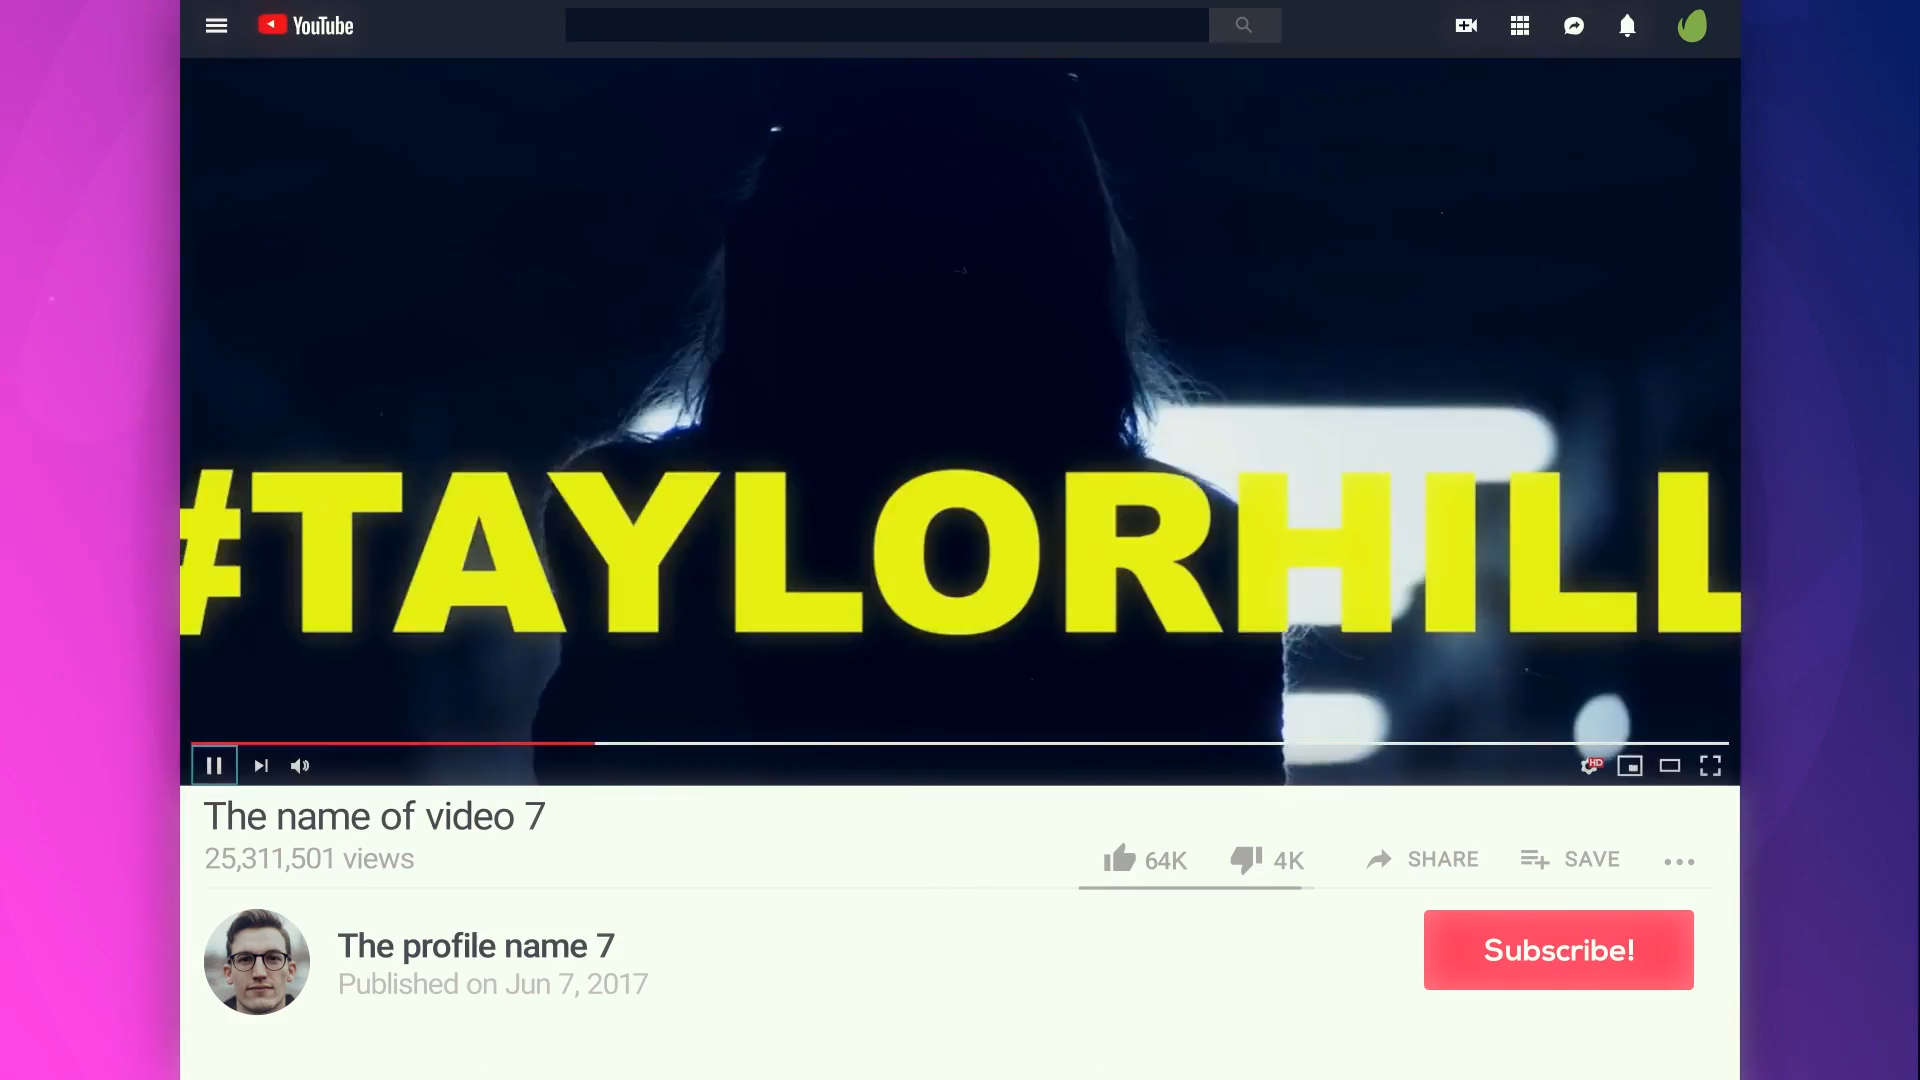 YouTube
#TAYLORHILL
HD
The name of video 7
25,311,501 views
64K
4K
SHARE
SAVE
The profile name 7
Published on Jun 7, 2017
Subscribe!